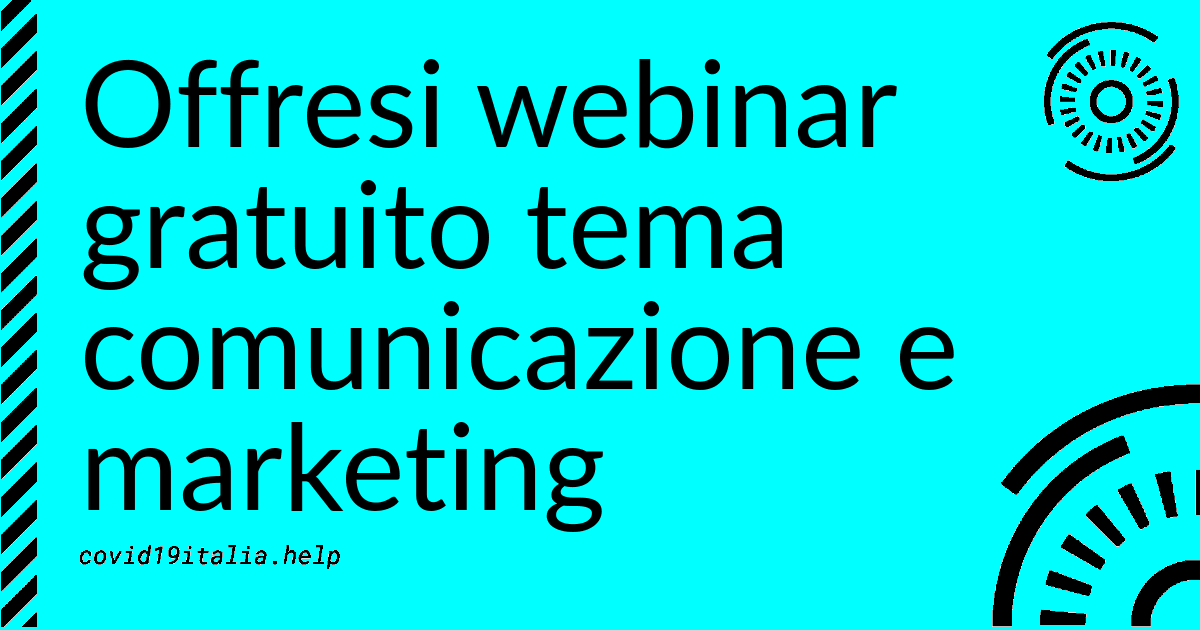 Offresi webinar
gratuito tema
comunicazione e
marketing
covid19italia.help